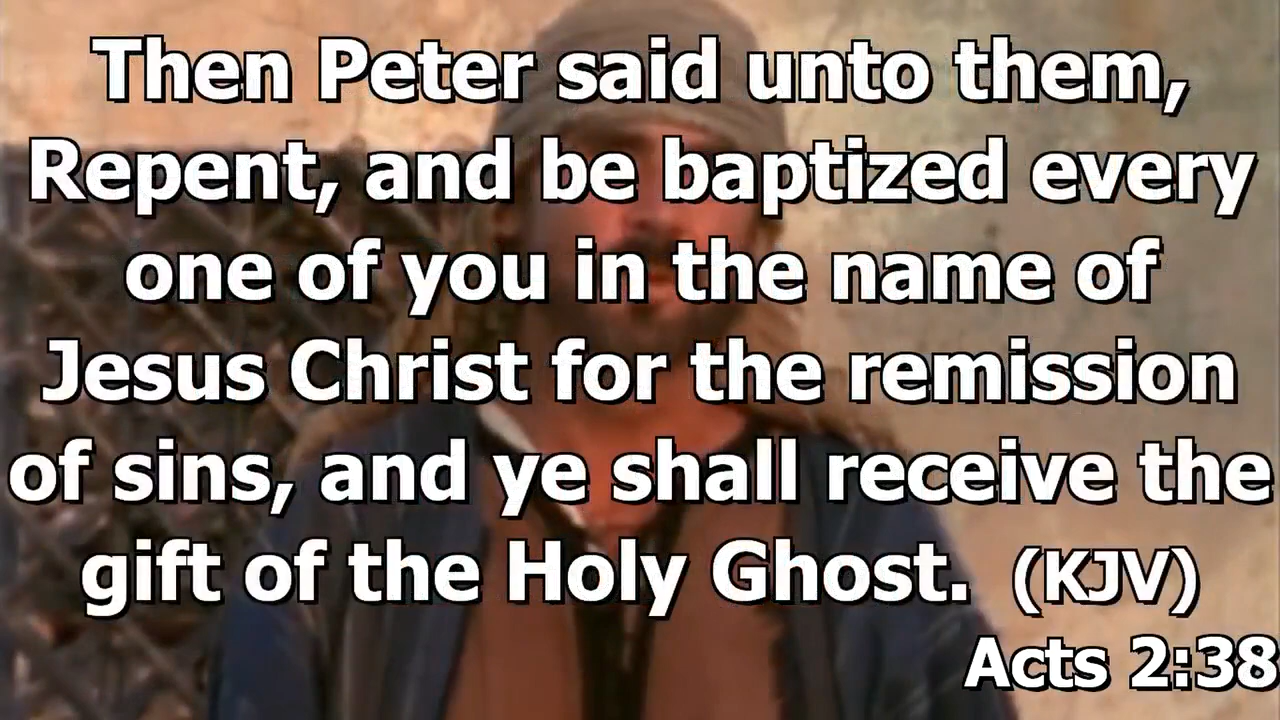 Then Peter said unto them,
Repent, and be baptized every
one of you in the name of
Jesus Christ for the remission
of sins, and ye shall receive the
gift of the Holy Ghost. (KJV)
Acts 2:38